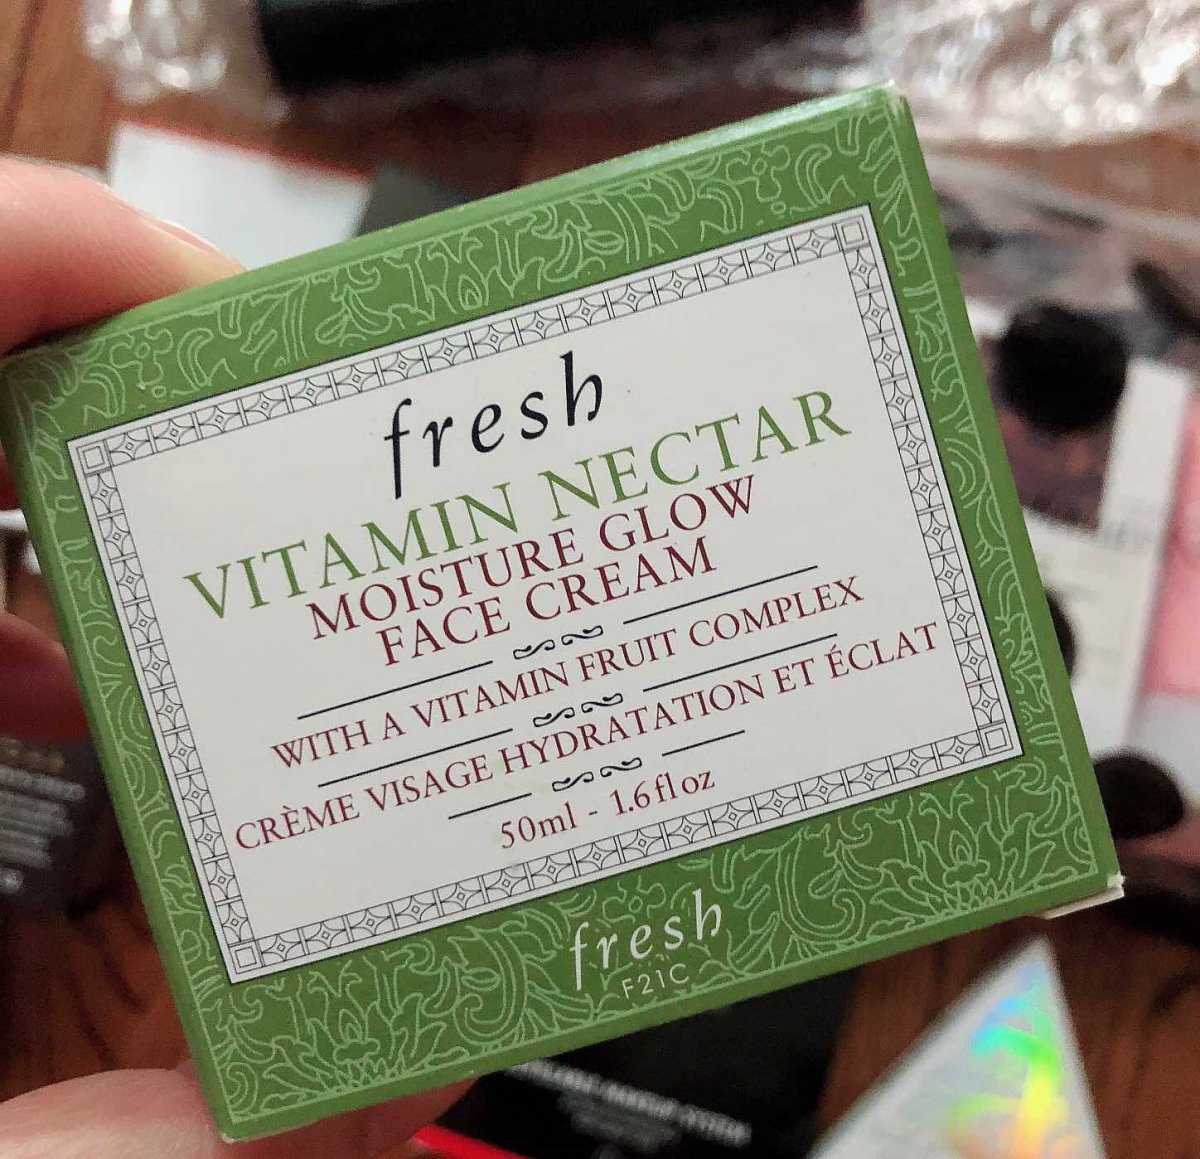 fresh
VITAMIN NECTAR
MOISTURE GLOW
FACE CREAM
WITH A VITAMIN FRUIT COMPLEX
CRÈME VISAGE HYDRATATION ET ÉCLAT
50ml - 1.6 fl oz
fresh
F21C